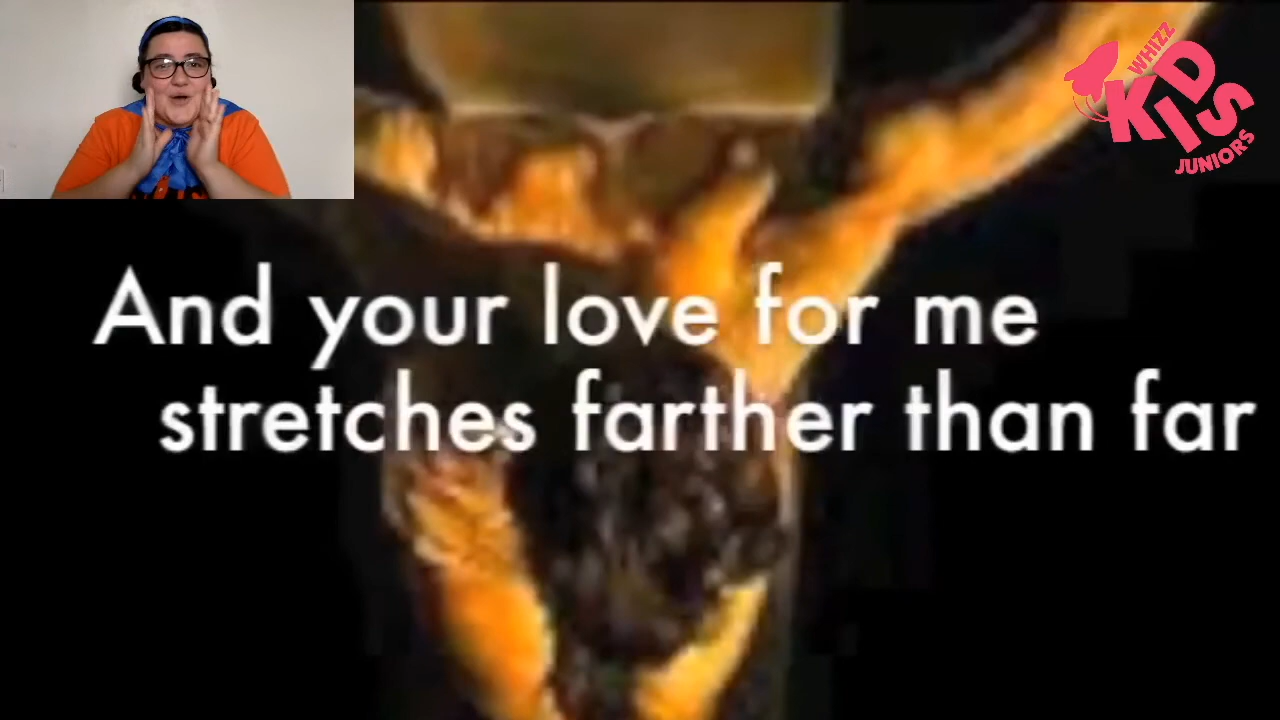 WHIZZ
KIDS
JUNIORS
And your love for me
stretches farther than far